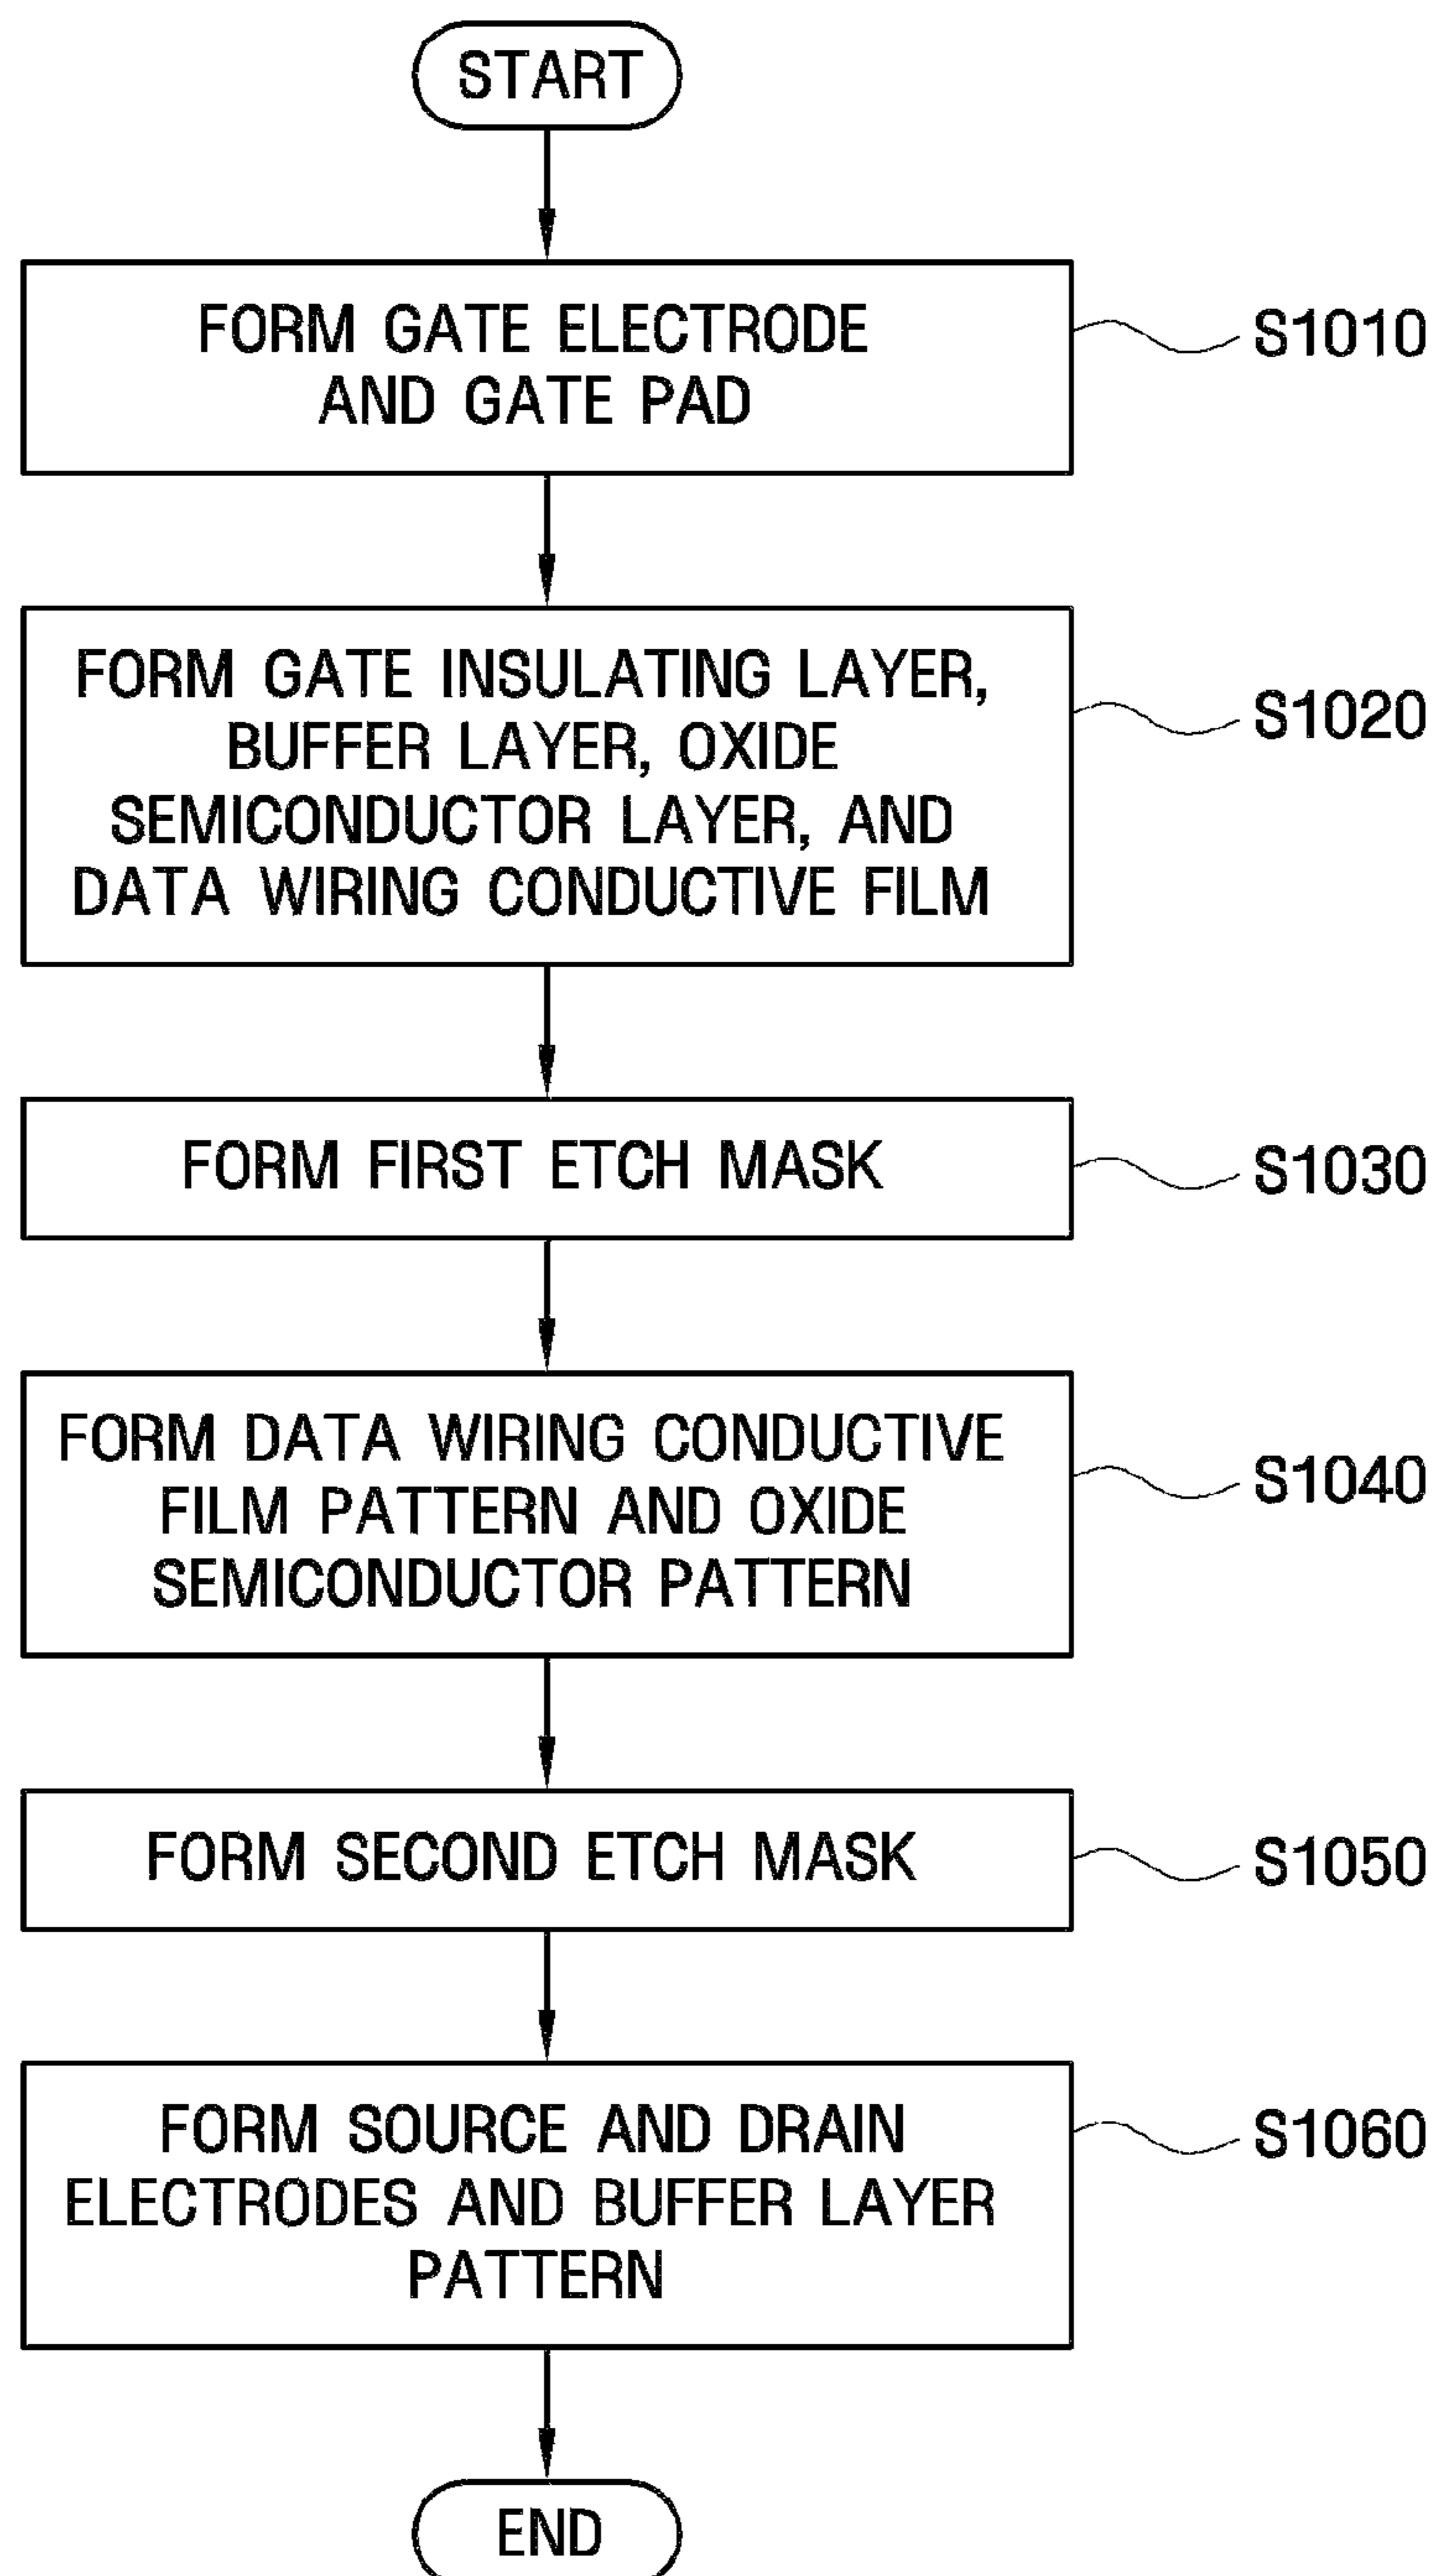 START
FORM GATE ELECTRODE
AND GATE PAD
S1010
FORM GATE INSULATING LAYER,
BUFFER LAYER, OXIDE
SEMICONDUCTOR LAYER, AND
DATA WIRING CONDUCTIVE FILM
S1020
FORM FIRST ETCH MASK
S1030
FORM DATA WIRING CONDUCTIVE
FILM PATTERN AND OXIDE
SEMICONDUCTOR PATTERN
S1040
FORM SECOND ETCH MASK
S1050
FORM SOURCE AND DRAIN
ELECTRODES AND BUFFER LAYER
PATTERN
S1060
END